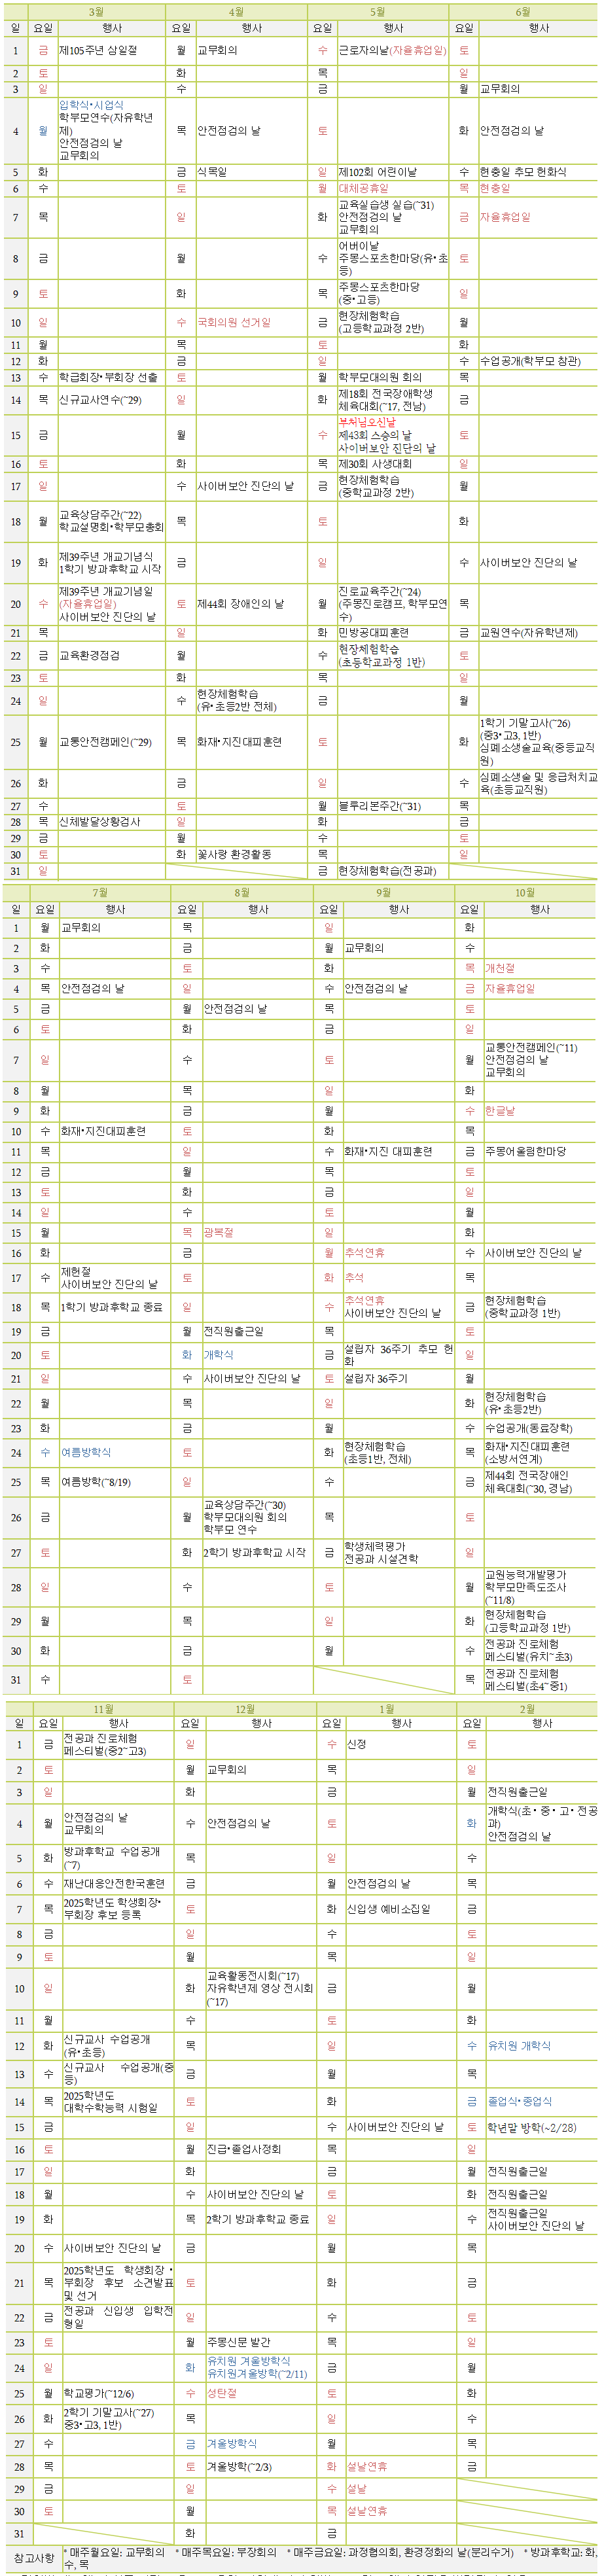 3월 4월 5월 6월
일 요일 행사 요일 행사 요일 행사 요일 행사
1 금 제105주년 삼일절 월 교무회의 수 근로자의날(자율휴업일) 토
2 토 화 목 일
3 일 수 금 월 교무회의
입학식•시업식
학부모연수(자유학년
제)
안전점검의 날
교무회의
4 월 목 안전점검의 날 토 화 안전점검의 날
5 화 금 식목일 일 제102회 어린이날 수 현충일 추모 헌화식
6 수 토 월 대체공휴일 목 현충일
7 목 일 화 교육실습생 실습(~31)
안전점검의 날
교무회의
금 자율휴업일
8 금 월 수 어버이날
주몽스포츠한마당(유•초
등)
토
9 토 화 목 주몽스포츠한마당
(중•고등)
일
10 일 수 국회의원 선거일 금 현장체험학습
(고등학교과정 2반)
월
11 월 목 토 화
12 화 금 일 수 수업공개(학부모 참관)
13 수 학급회장•부회장 선출 토 월 학부모대의원 회의 목
14 목 신규교사연수(~29) 일 화 제18회 전국장애학생
체육대회(~17, 전남)
금
15 금 월 수 부처님오신날
제43회 스승의 날
사이버보안 진단의 날
토
16 토 화 목 제30회 사생대회 일
17 일 수 사이버보안 진단의 날 금 현장체험학습
(중학교과정 2반)
월
18 월 교육상담주간(~22)
학교설명회•학부모총회
목 토 화
19 화 제39주년 개교기념식
1학기 방과후학교 시작
금 일 수 사이버보안 진단의 날
20 수 제39주년 개교기념일
(자율휴업일)
사이버보안 진단의 날
토 제44회 장애인의 날 월 진로교육주간(~24)
(주몽진로캠프, 학부모연
수)
목
21 목 일 화 민방공대피훈련 금 교원연수(자유학년제)
22 금 교육환경점검 월 수 현장체험학습
(초등학교과정 1반)
토
23 토 화 목 일
24 일 수 현장체험학습
(유•초등2반 전체)
금 월
25 월 교통안전캠페인(~29) 목 화재•지진대피훈련 토 화 1학기 기말고사(~26)
(중3•고3, 1반)
심폐소생술교육(중등교직
원)
26 화 금 일 수 심폐소생술 및 응급처치교
육(초등교직원)
27 수 토 월 블루리본주간(~31) 목
28 목 신체발달상황검사 일 화 금
29 금 월 수 토
30 토 화 꽃사랑 환경활동 목 일
31 일 금 현장체험학습(전공과)
7월 8월 9월 10월
일 요일 행사 요일 행사 요일 행사 요일 행사
1 월 교무회의 목 일 화
2 화 금 월 교무회의 수
3 수 토 화 목 개천절
4 목 안전점검의 날 일 수 안전점검의 날 금 자율휴업일
5 금 월 안전점검의 날 목 토
6 토 화 금 일
7 일 수 토 월 교통안전캠페인(~11)
안전점검의 날
교무회의
8 월 목 일 화
9 화 금 월 수 한글날
10 수 화재•지진대피훈련 토 화 목
11 목 일 수 화재•지진 대피훈련 금 주몽어울림한마당
12 금 월 목 토
13 토 화 금 일
14 일 수 토 월
15 월 목 광복절 일 화
16 화 금 월 추석연휴 수 사이버보안 진단의 날
17 수 제헌절
사이버보안 진단의 날
토 화 추석 목
18 목 1학기 방과후학교 종료 일 수 추석연휴
사이버보안 진단의 날
금 현장체험학습
(중학교과정 1반)
19 금 월 전직원출근일 목 토
20 토 화 개학식 금 설립자 36주기 추모 헌
화
일
21 일 수 사이버보안 진단의 날 토 설립자 36주기 월
22 월 목 일 화 현장체험학습
(유•초등2반)
23 화 금 월 수 수업공개(동료장학)
24 수 여름방학식 토 화 현장체험학습
(초등1반, 전체)
목 화재•지진대피훈련
(소방서연계)
25 목 여름방학(~8/19) 일 수 금 제44회 전국장애인
체육대회(~30, 경남)
26 금 월 교육상담주간(~30)
학부모대의원 회의
학부모 연수
목 토
27 토 화 2학기 방과후학교 시작 금 학생체력평가
전공과 시설견학
일
28 일 수 토 월 교원능력개발평가
학부모만족도조사
(~11/8)
29 월 목 일 화 현장체험학습
(고등학교과정 1반)
30 화 금 월 수 전공과 진로체험
페스티벌(유치~초3)
31 수 토 목 전공과 진로체험
페스티벌(초4~중1)
11월 12월 1월 2월
일 요일 행사 요일 행사 요일 행사 요일 행사
1 금 전공과 진로체험
페스티벌(중2~고3)
일 수 신정 토
2 토 월 교무회의 목 일
3 일 화 금 월 전직원출근일
4 월 안전점검의 날
교무회의
수 안전점검의 날 토 화 개학식(초•중•고•전공
과)
안전점검의 날
5 화 방과후학교 수업공개
(~7)
목 일 수
6 수 재난대응안전한국훈련 금 월 안전점검의 날 목
7 목 2025학년도 학생회장•
부회장 후보 등록
토 화 신입생 예비소집일 금
8 금 일 수 토
9 토 월 목 일
10 일 화 교육활동전시회(~17)
자유학년제 영상 전시회
(~17)
금 월
11 월 수 토 화
12 화 신규교사 수업공개
(유•초등)
목 일 수 유치원 개학식
13 수 신규교사 수업공개(중
등)
금 월 목
14 목 2025학년도
대학수학능력 시험일
토 화 금 졸업식•종업식
15 금 일 수 사이버보안 진단의 날 토 학년말 방학(~2/28)
16 토 월 진급•졸업사정회 목 일
17 일 화 금 월 전직원출근일
18 월 수 사이버보안 진단의 날 토 화 전직원출근일
19 화 목 2학기 방과후학교 종료 일 수 전직원출근일
사이버보안 진단의 날
20 수 사이버보안 진단의 날 금 월 목
21 목 2025학년도 학생회장•
부회장 후보 소견발표
및 선거
토 화 금
22 금 전공과 신입생 입학전
형일
일 수 토
23 토 월 주몽신문 발간 목 일
24 일 화 유치원 겨울방학식
유치원겨울방학(~2/11)
금 월
25 월 학교평가(~12/6) 수 성탄절 토 화
26 화 2학기 기말고사(~27)
중3•고3, 1반)
목 일 수
27 수 금 겨울방학식 월 목
28 목 토 겨울방학(~2/3) 화 설날연휴 금
29 금 일 수 설날
30 토 월 목 설날연휴
31 화 금
참고사항 * 매주월요일: 교무회의 * 매주목요일: 부장회의 * 매주금요일: 과정협의회, 환경정화의 날(분리수거) * 방과후학교: 화,
수, 목